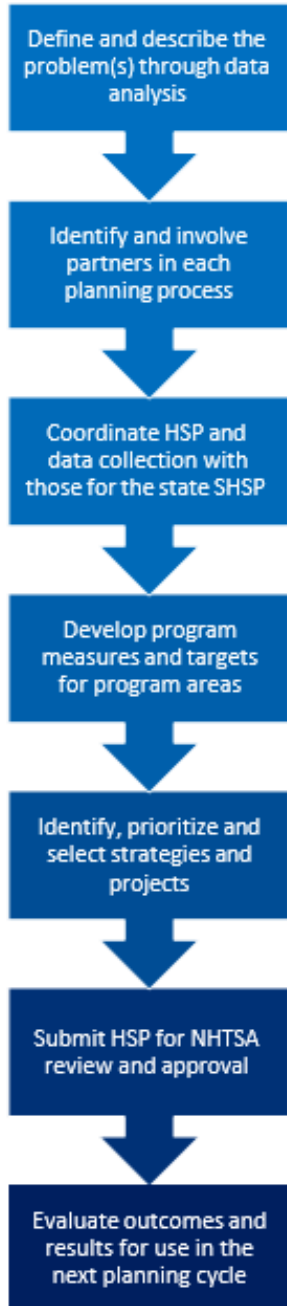 Define and describe the
problem(s) through data
analysis
Identify and involve
partners in each
planning process
Coordinate HSP and
data collection with
those for the state SHSP
Develop program
measures and targets
for program areas
Identify, prioritize and
select strategies and
projects
Submit HSP for NHTSA
review and approval
Evaluate outcomes and
results for use in the
next planning cycle